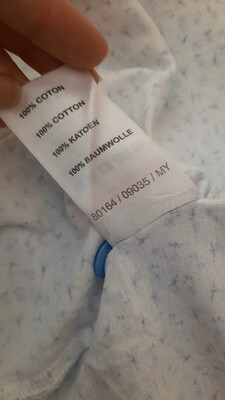 100% COTON
100% COTTON
100% KATOEN
100% BAUMWOLLE
80164 / 09035 / MY